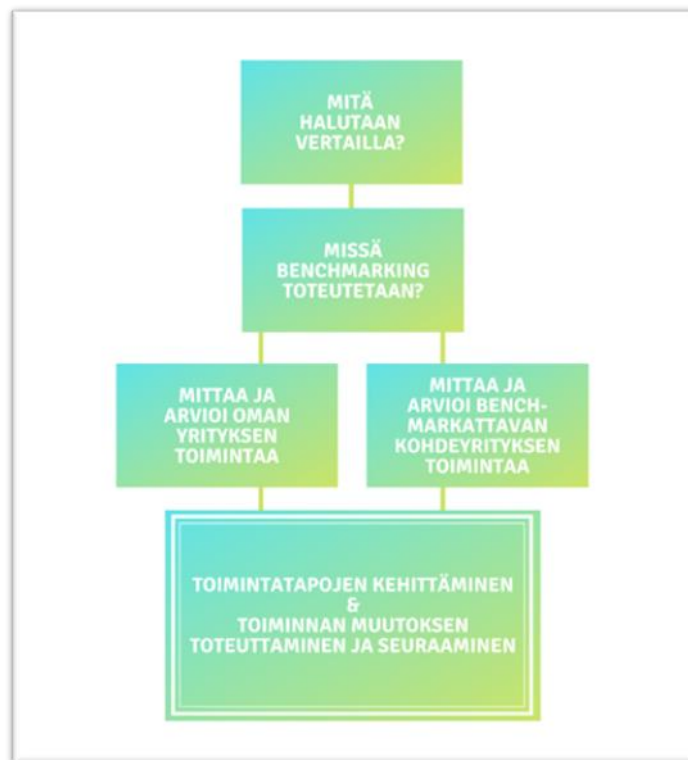 MITÄ
HALUTAAN
VERTAILLA?
MISSÄ
BENCHMARKING
TOTEUTETAAN?
MITTAA JA
ARVIOI OMAN
YRITYKSEN
TOIMINTAA
MITTAA JA
ARVIOI BENCH-
MARKATTAVAN
KOHDEYRITYKSEN
TOIMINTAA
TOIMINTATAPOJEN KEHITTÄMINEN
&
TOIMINNAN MUUTOKSEN
TOTEUTTAMINEN JA SEURAAMINEN